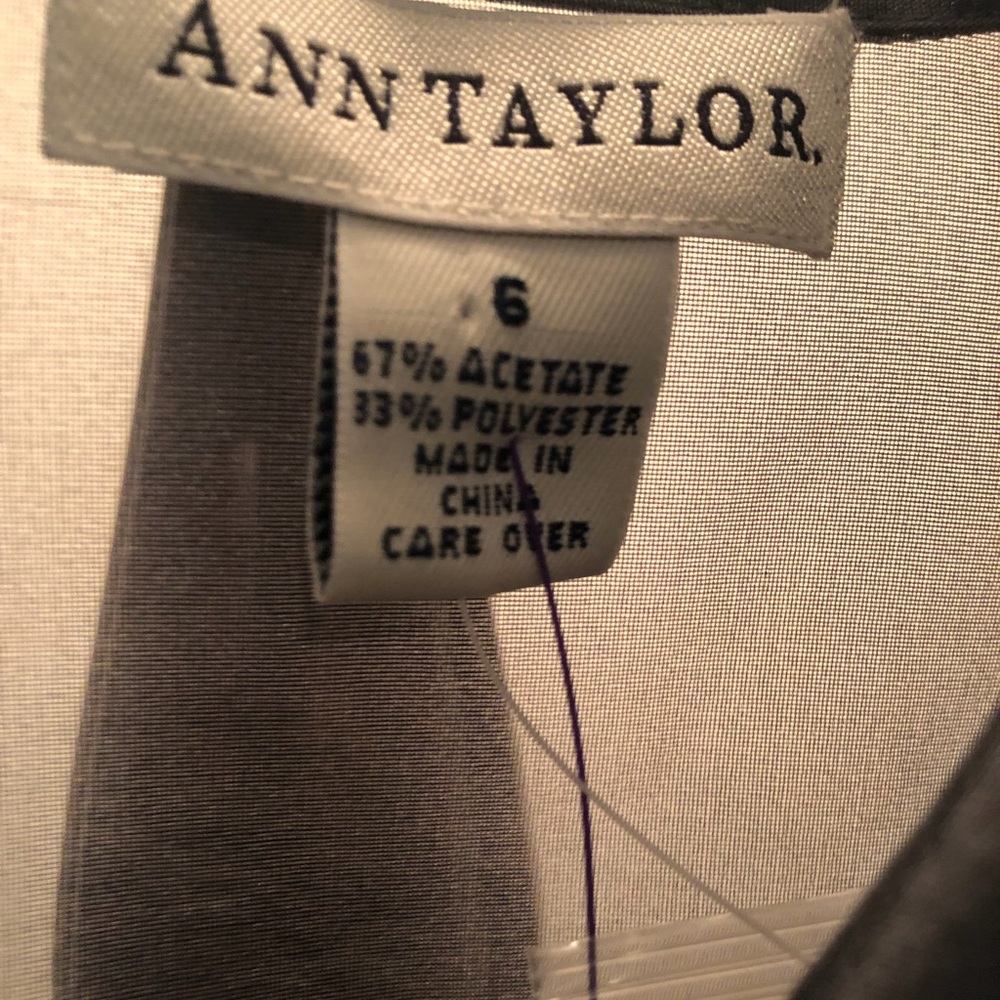 ANN TAYLOR.
6
67% ACETATE
33% POLYESTER
MADE IN
CHINA
CARE OVER